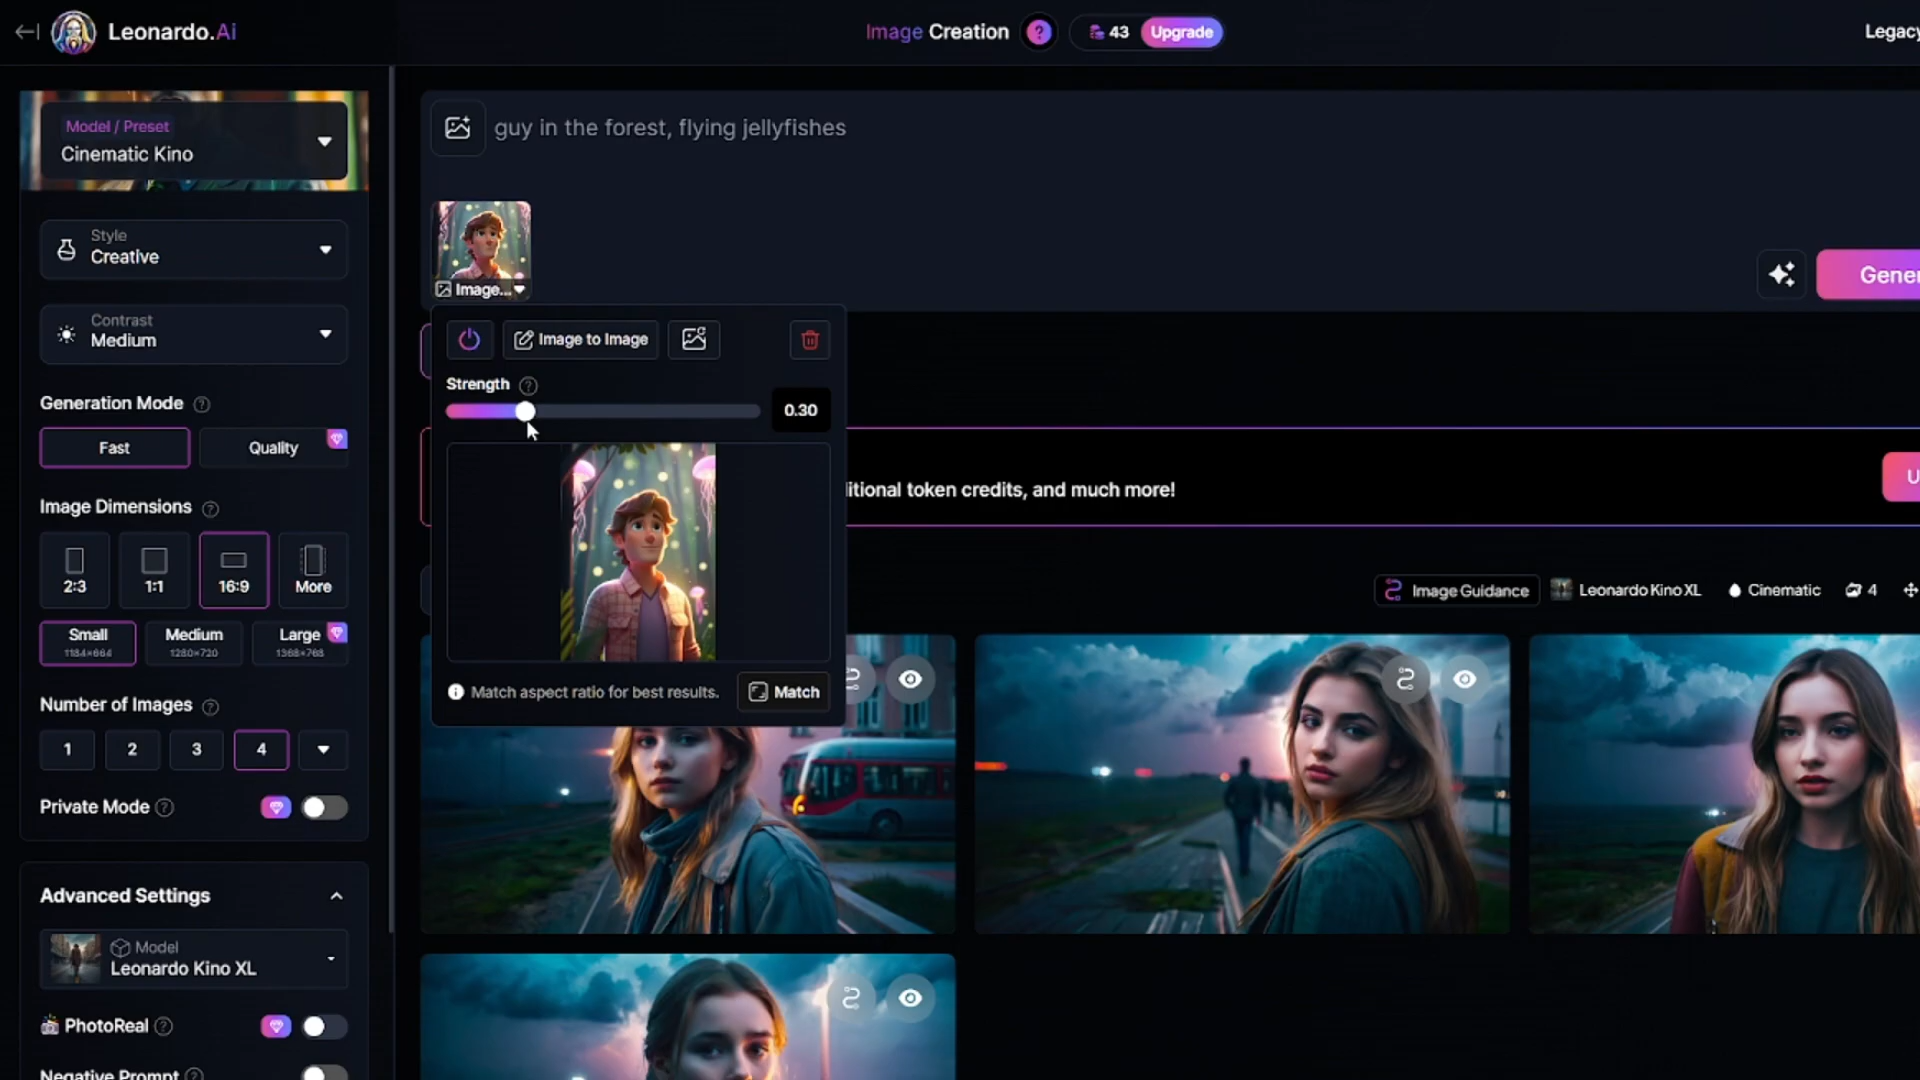 Leonardo.Ai
Image Creation ? 43 Upgrade
Legacy
Model / Preset
Cinematic Kino
Style
Creative
Contrast
Medium
Generation Mode ?
Fast
Quality
Image Dimensions ?
2:3
1:1
16:9
More
Small
1184×664
Medium
1280×720
Large
1368×768
Number of Images ?
1
2
3
4
Private Mode ?
Advanced Settings
Model
Leonardo Kino XL
PhotoReal ?
Negative Prompt ?
guy in the forest, flying jellyfishes
Image...
Gener
Image to Image
Strength ?
0.30
Match aspect ratio for best results.
Match
itional token credits, and much more!
U
Image Guidance
Leonardo Kino XL
Cinematic
4